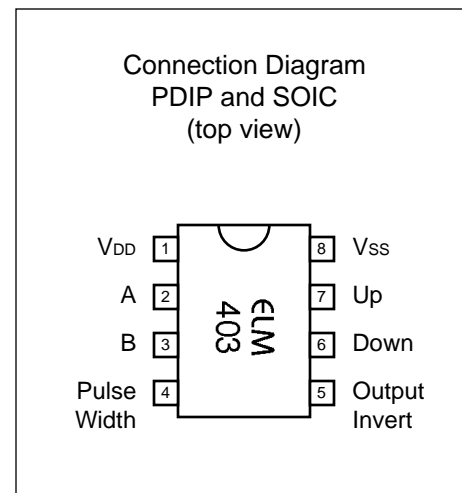 Connection Diagram
PDIP and SOIC
(top view)
VDD 1 8 VSS
A 2 7 Up
B 3 6 Down
Pulse Width 4 5 Output Invert
ELM
403